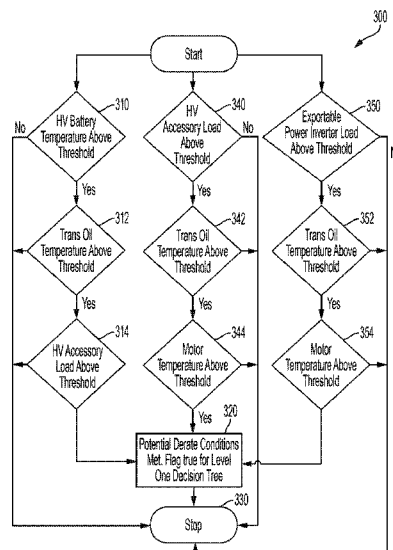 300
Start
310
HV Battery
Temperature Above
Threshold
340
HV
Accessory Load
Above
Threshold
350
Exportable
Power Inverter Load
Above Threshold
No
No
Yes
Yes
Yes
312
Trans Oil
Temperature Above
Threshold
342
Trans Oil
Temperature Above
Threshold
352
Trans Oil
Temperature Above
Threshold
Yes
Yes
Yes
314
HV Accessory
Load Above
Threshold
344
Motor
Temperature Above
Threshold
354
Motor
Temperature Above
Threshold
Yes
320
Potential Derate Conditions
Met. Flag true for Level
One Decision Tree
330
Stop